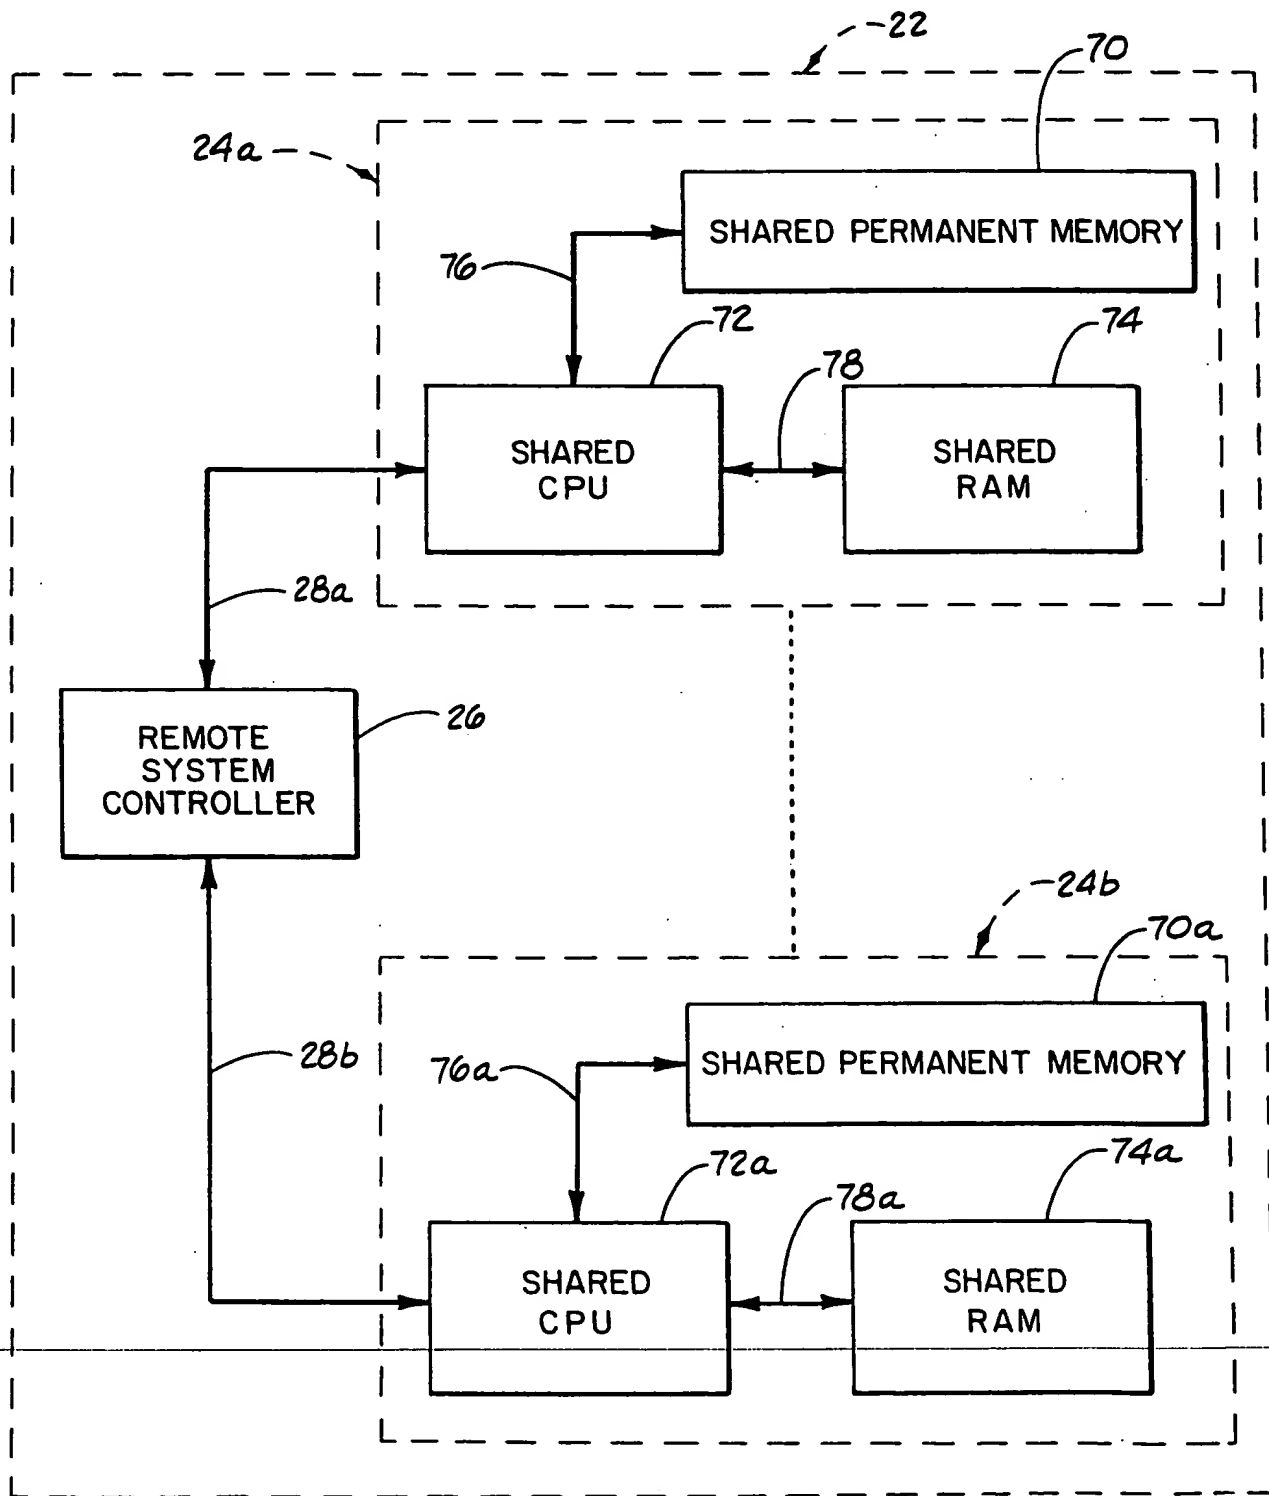 22
70
24a
SHARED PERMANENT MEMORY
76
72
74
78
SHARED
CPU
SHARED
RAM
28a
26
REMOTE
SYSTEM
CONTROLLER
24b
70a
28b
76a
SHARED PERMANENT MEMORY
72a
74a
78a
SHARED
CPU
SHARED
RAM